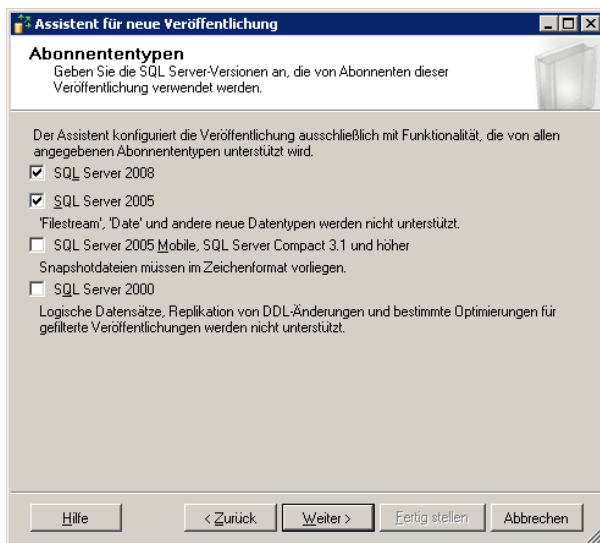 Assistent für neue Veröffentlichung
Abonnententypen
Geben Sie die SQL Server-Versionen an, die von Abonnenten dieser
Veröffentlichung verwendet werden.
Der Assistent konfiguriert die Veröffentlichung ausschließlich mit Funktionalität, die von allen
angegebenen Abonnententypen unterstützt wird.
SQL Server 2008
SQL Server 2005
'Filestream', 'Date' und andere neue Datentypen werden nicht unterstützt.
SQL Server 2005 Mobile, SQL Server Compact 3.1 und höher
Snapshotdateien müssen im Zeichenformat vorliegen.
SQL Server 2000
Logische Datensätze, Replikation von DDL-Änderungen und bestimmte Optimierungen für
gefilterte Veröffentlichungen werden nicht unterstützt.
Hilfe < Zurück Weiter > Fertig stellen Abbrechen